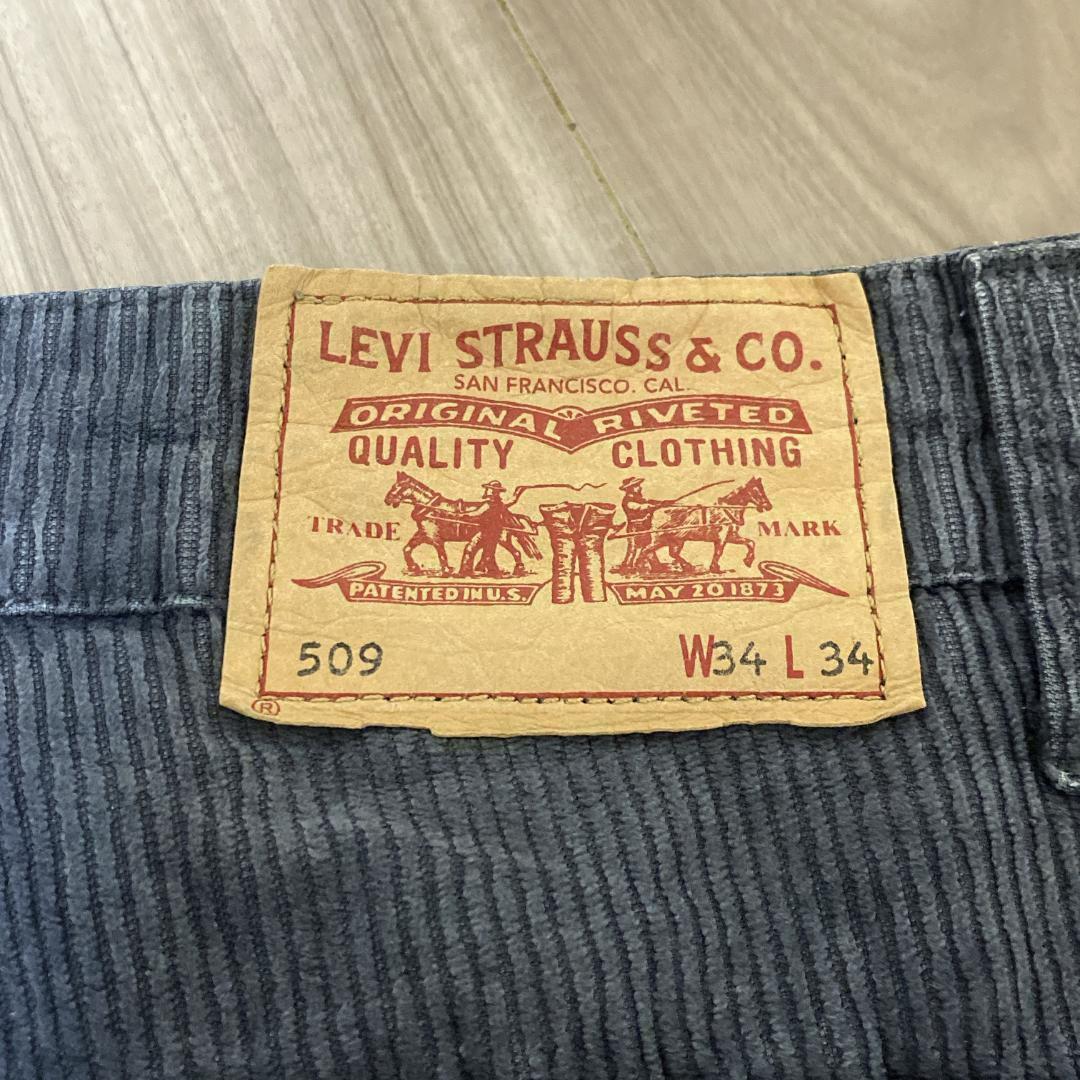 LEVI STRAUSS & CO.
SAN FRANCISCO. CAL.
ORIGINAL RIVETED
QUALITY CLOTHING
TRADE MARK
PATENTED IN U.S. MAY 20 1873
509 W34 L 34
®